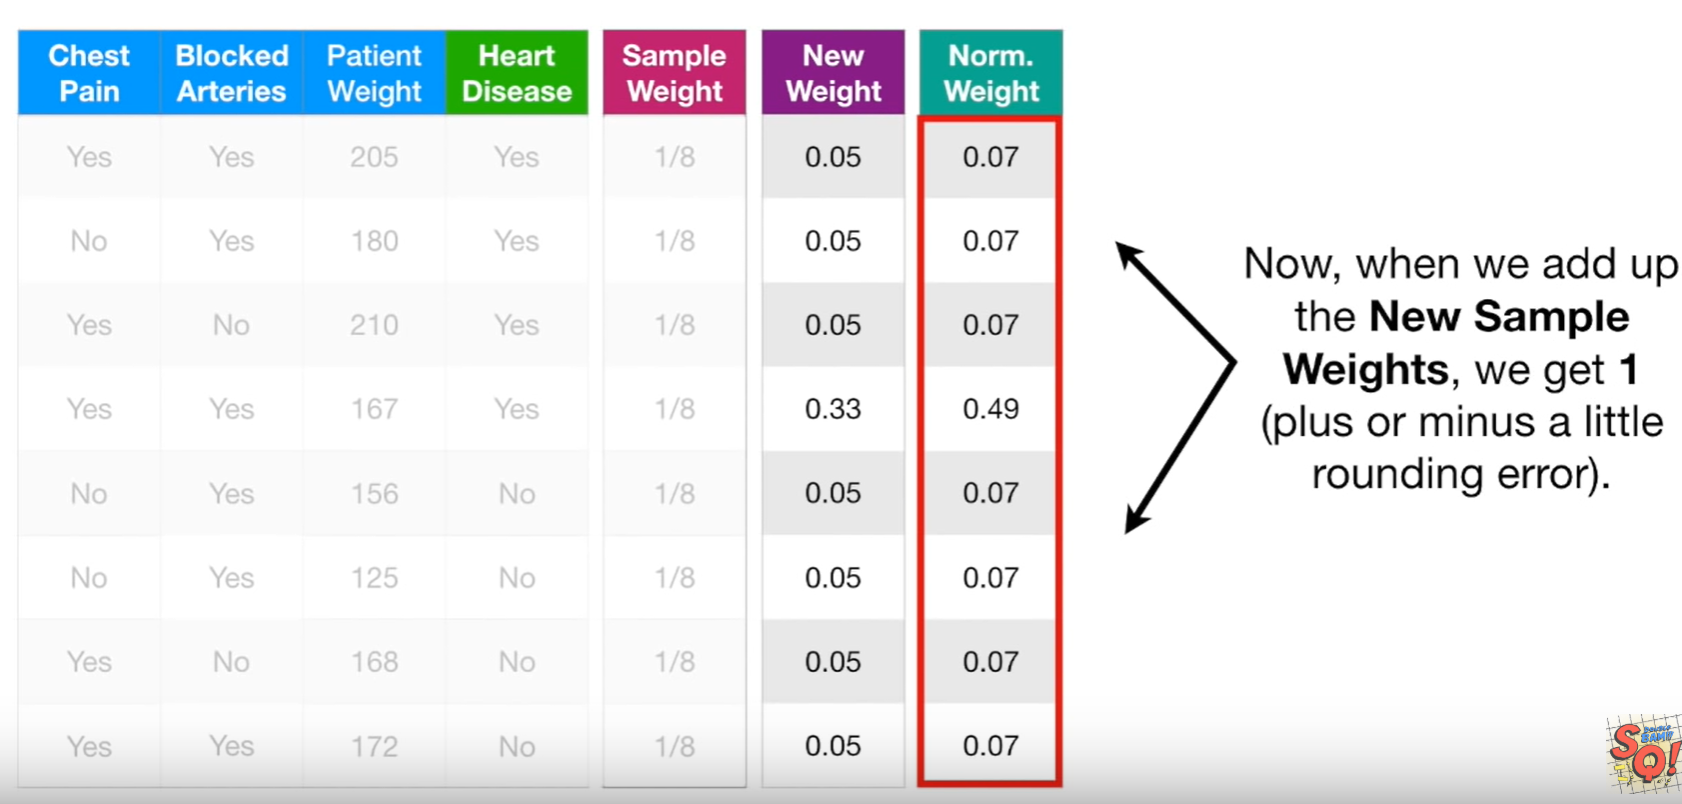 Chest Pain Blocked Arteries Patient Weight Heart Disease Sample Weight New Weight Norm. Weight
Yes Yes 205 Yes 1/8 0.05 0.07
No Yes 180 Yes 1/8 0.05 0.07
Yes No 210 Yes 1/8 0.05 0.07
Yes Yes 167 Yes 1/8 0.33 0.49
No Yes 156 No 1/8 0.05 0.07
No Yes 125 No 1/8 0.05 0.07
Yes No 168 No 1/8 0.05 0.07
Yes Yes 172 No 1/8 0.05 0.07
Now, when we add up
the New Sample
Weights, we get 1
(plus or minus a little
rounding error).
SQ!